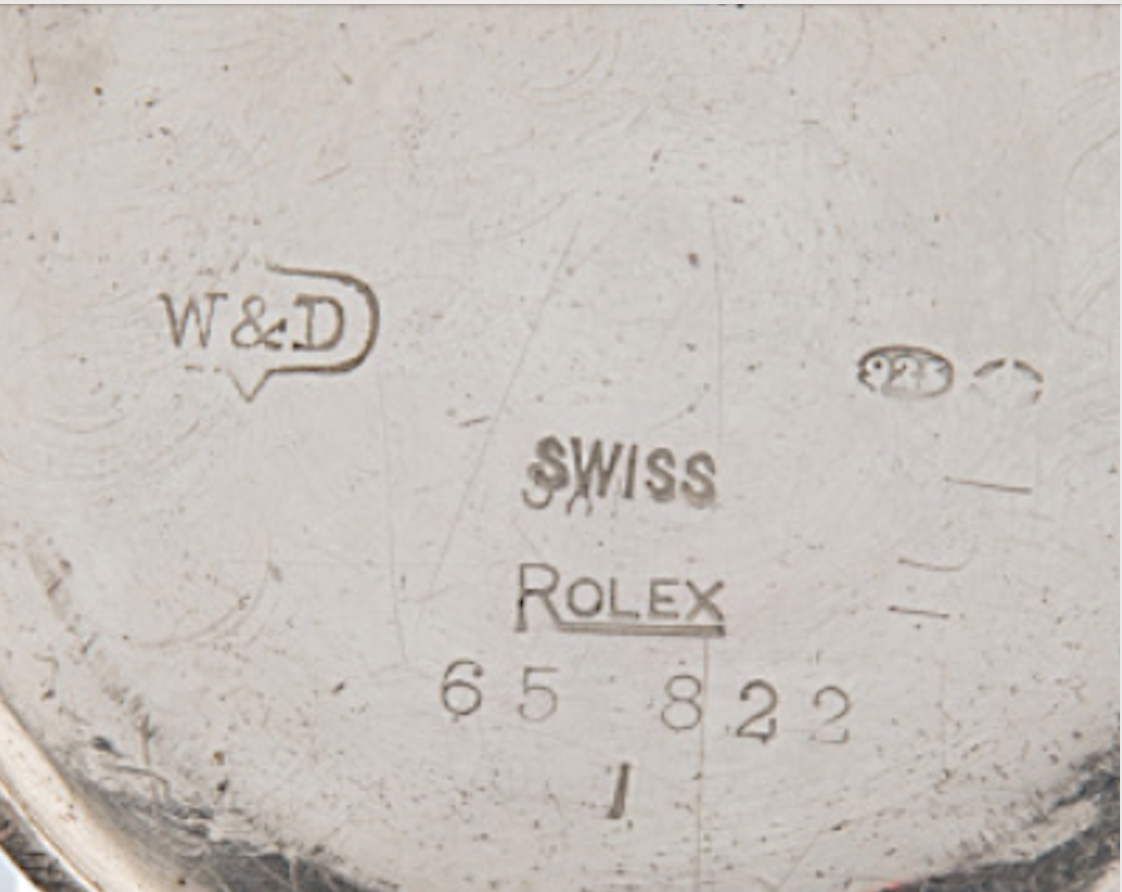 W&D
.925
SWISS
ROLEX
65 822
1